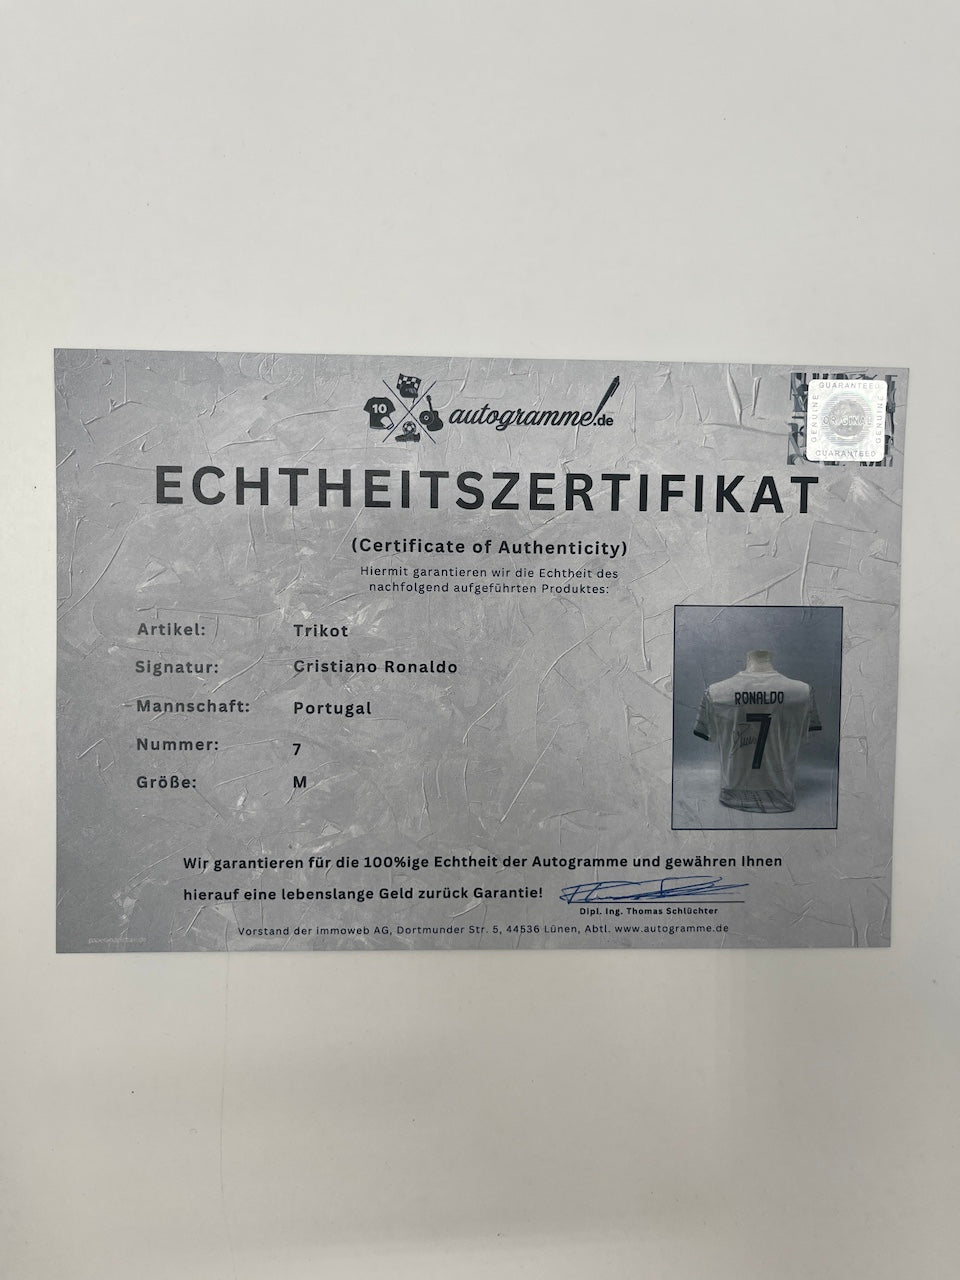 10
autogramme.de
GUARANTEED
GENUINE
ORIGINAL
GENUINE
GUARANTEED
ECHTHEITSZERTIFIKAT
(Certificate of Authenticity)
Hiermit garantieren wir die Echtheit des
nachfolgend aufgeführten Produktes:
Artikel: Trikot
Signatur: Cristiano Ronaldo
Mannschaft: Portugal
Nummer: 7
Größe: M
RONALDO
7
Wir garantieren für die 100%ige Echtheit der Autogramme und gewähren Ihnen
hierauf eine lebenslange Geld zurück Garantie!
Dipl. Ing. Thomas Schlüchter
Vorstand der immoweb AG, Dortmunder Str. 5, 44536 Lünen, Abtl. www.autogramme.de